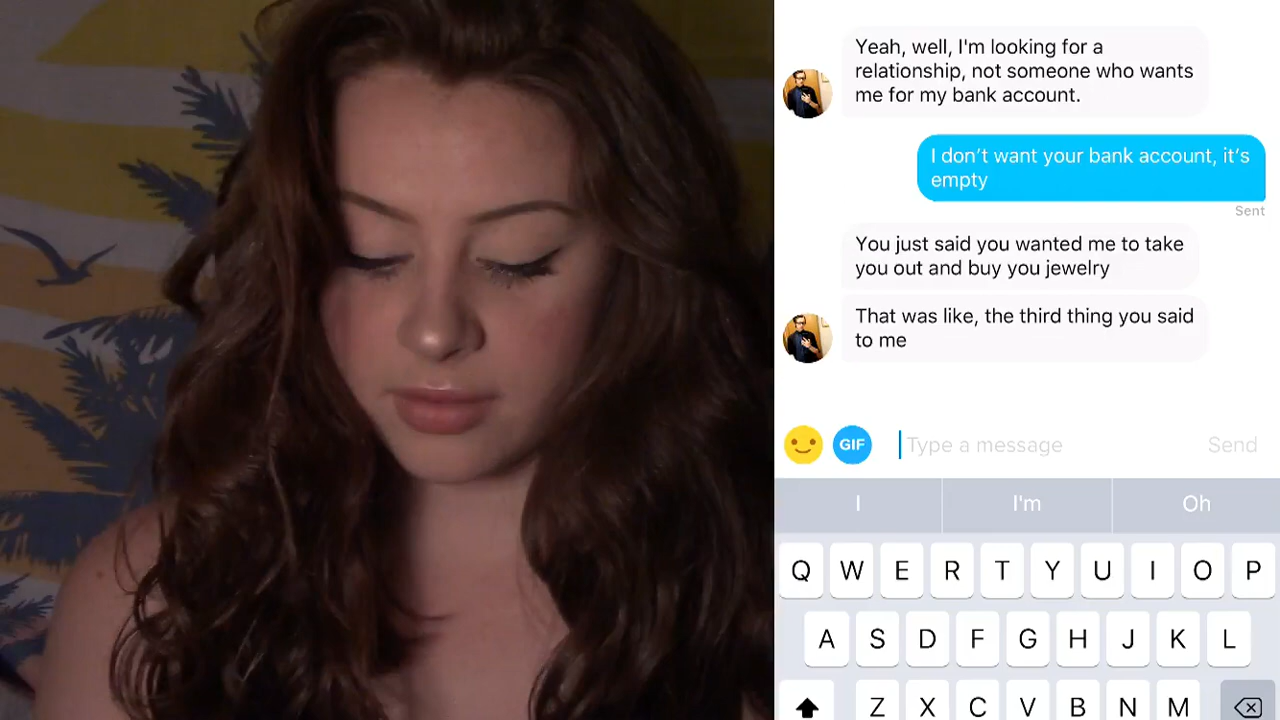 Yeah, well, I'm looking for a
relationship, not someone who wants
me for my bank account.
I don’t want your bank account, it’s
empty
Sent
You just said you wanted me to take
you out and buy you jewelry
That was like, the third thing you said
to me
GIF Type a message Send
I I'm Oh
Q W E R T Y U I O P
A S D F G H J K L
Z X C V B N M